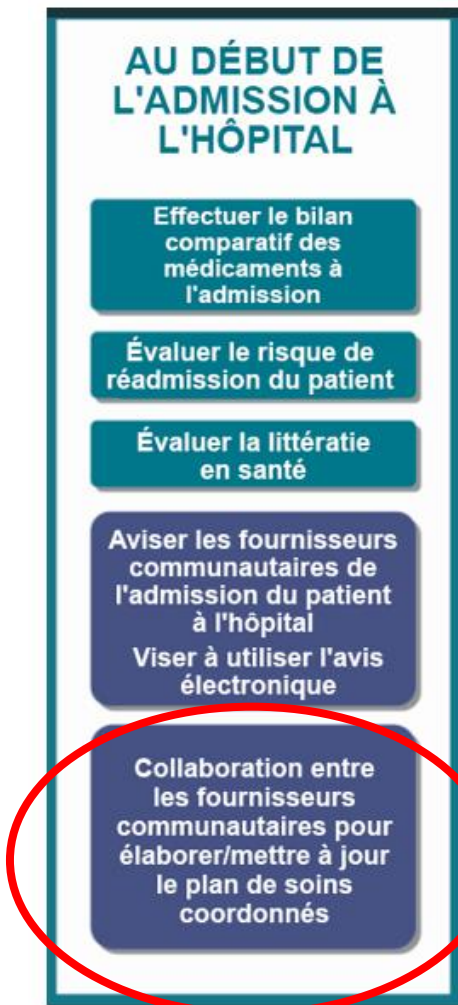 AU DÉBUT DE
L'ADMISSION À
L'HÔPITAL
Effectuer le bilan
comparatif des
médicaments à
l'admission
Évaluer le risque de
réadmission du patient
Évaluer la littératie
en santé
Aviser les fournisseurs
communautaires de
l'admission du patient
à l'hôpital
Viser à utiliser l'avis
électronique
Collaboration entre
les fournisseurs
communautaires pour
élaborer/mettre à jour
le plan de soins
coordonnés